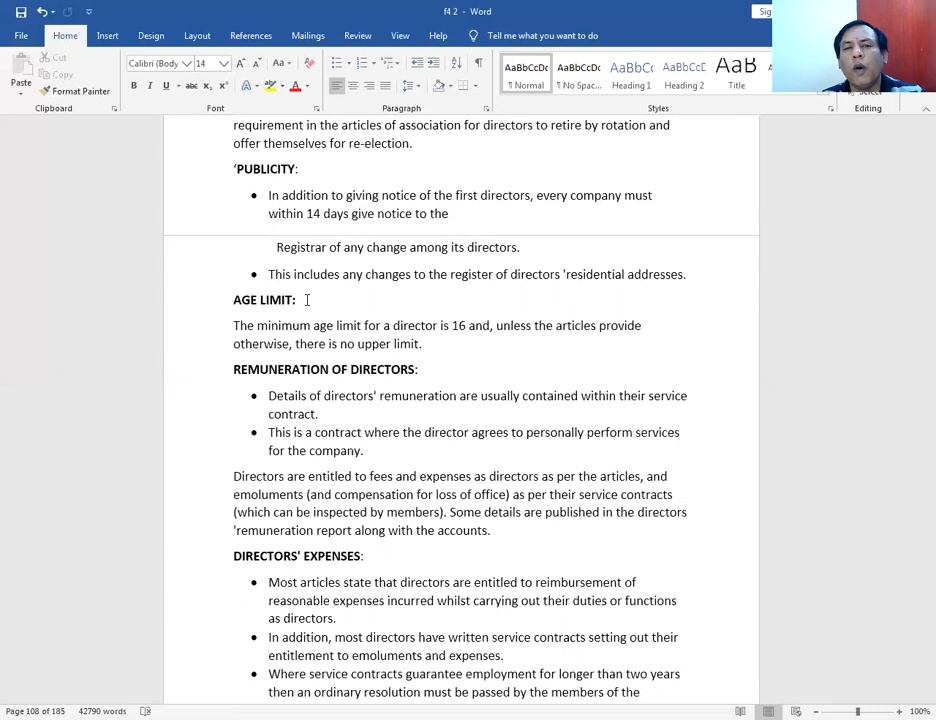 f4 2 - Word
Sig
File Home Insert Design Layout References Mailings Review View Help Tell me what you want to do
Paste
Cut
Copy
Format Painter
Clipboard
Calibri (Body 14
Font
Paragraph
AaBbCcDc AaBbCcDc AaBbCc AaBbCcD AaB
¶ Normal ¶ No Spac... Heading 1 Heading 2 Title
Styles
Editing
requirement in the articles of association for directors to retire by rotation and
offer themselves for re-election.
‘PUBLICITY:
• In addition to giving notice of the first directors, every company must
within 14 days give notice to the
Registrar of any change among its directors.
• This includes any changes to the register of directors 'residential addresses.
AGE LIMIT:
The minimum age limit for a director is 16 and, unless the articles provide
otherwise, there is no upper limit.
REMUNERATION OF DIRECTORS:
• Details of directors' remuneration are usually contained within their service
contract.
• This is a contract where the director agrees to personally perform services
for the company.
Directors are entitled to fees and expenses as directors as per the articles, and
emoluments (and compensation for loss of office) as per their service contracts
(which can be inspected by members). Some details are published in the directors
'remuneration report along with the accounts.
DIRECTORS' EXPENSES:
• Most articles state that directors are entitled to reimbursement of
reasonable expenses incurred whilst carrying out their duties or functions
as directors.
• In addition, most directors have written service contracts setting out their
entitlement to emoluments and expenses.
• Where service contracts guarantee employment for longer than two years
then an ordinary resolution must be passed by the members of the
Page 108 of 185 42790 words
100%